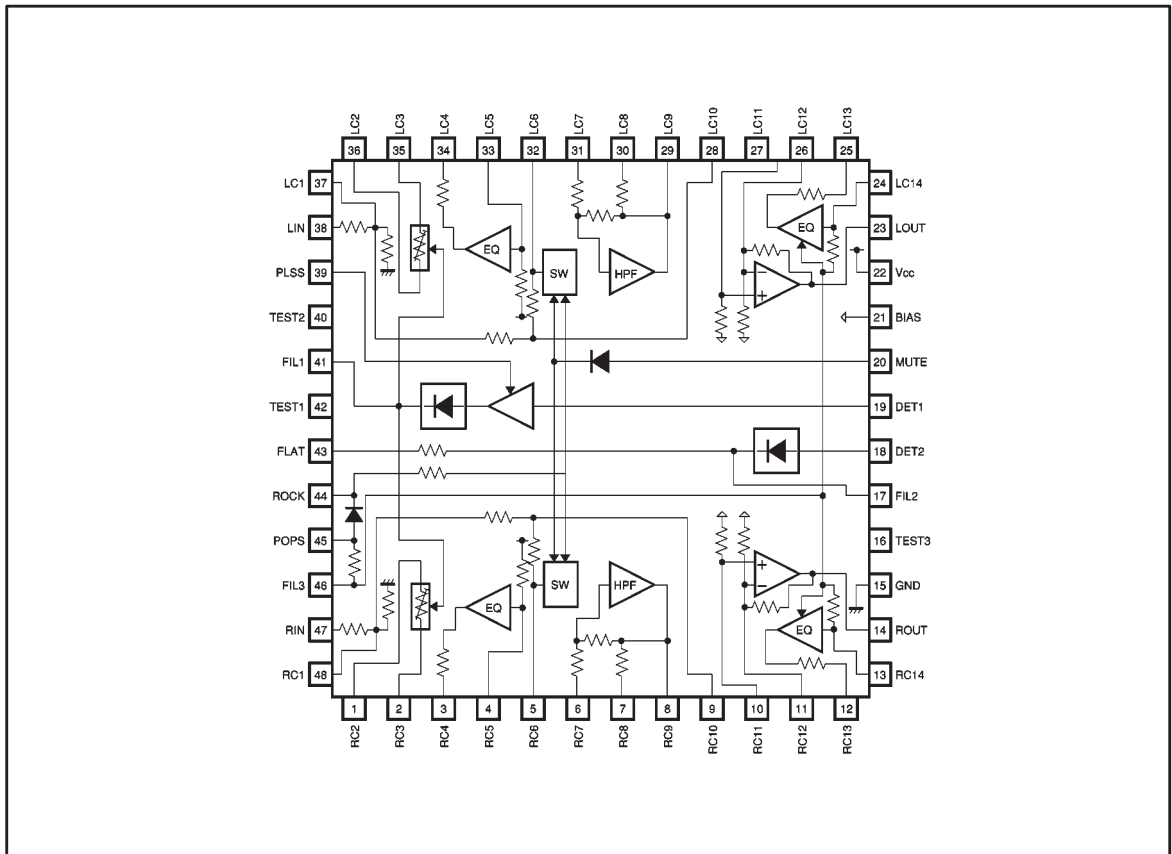 LC2 LC3 LC4 LC5 LC6 LC7 LC8 LC9 LC10 LC11 LC12 LC13
36 35 34 33 32 31 30 29 28 27 26 25
LC1 37
24 LC14
LIN 38
23 LOUT
PLSS 39
22 Vcc
TEST2 40
21 BIAS
FIL1 41
20 MUTE
TEST1 42
19 DET1
FLAT 43
18 DET2
ROCK 44
17 FIL2
POPS 45
16 TEST3
FIL3 46
15 GND
RIN 47
14 ROUT
RC1 48
13 RC14
EQ
SW
HPF
EQ
−
+
EQ
SW
HPF
+
−
EQ
1 2 3 4 5 6 7 8 9 10 11 12
RC2 RC3 RC4 RC5 RC6 RC7 RC8 RC9 RC10 RC11 RC12 RC13